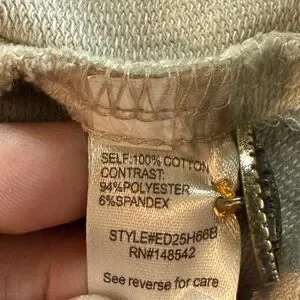 SELF:100% COTTON
CONTRAST:
94%POLYESTER
6%SPANDEX
STYLE#ED25H66B
RN#148542
See reverse for care